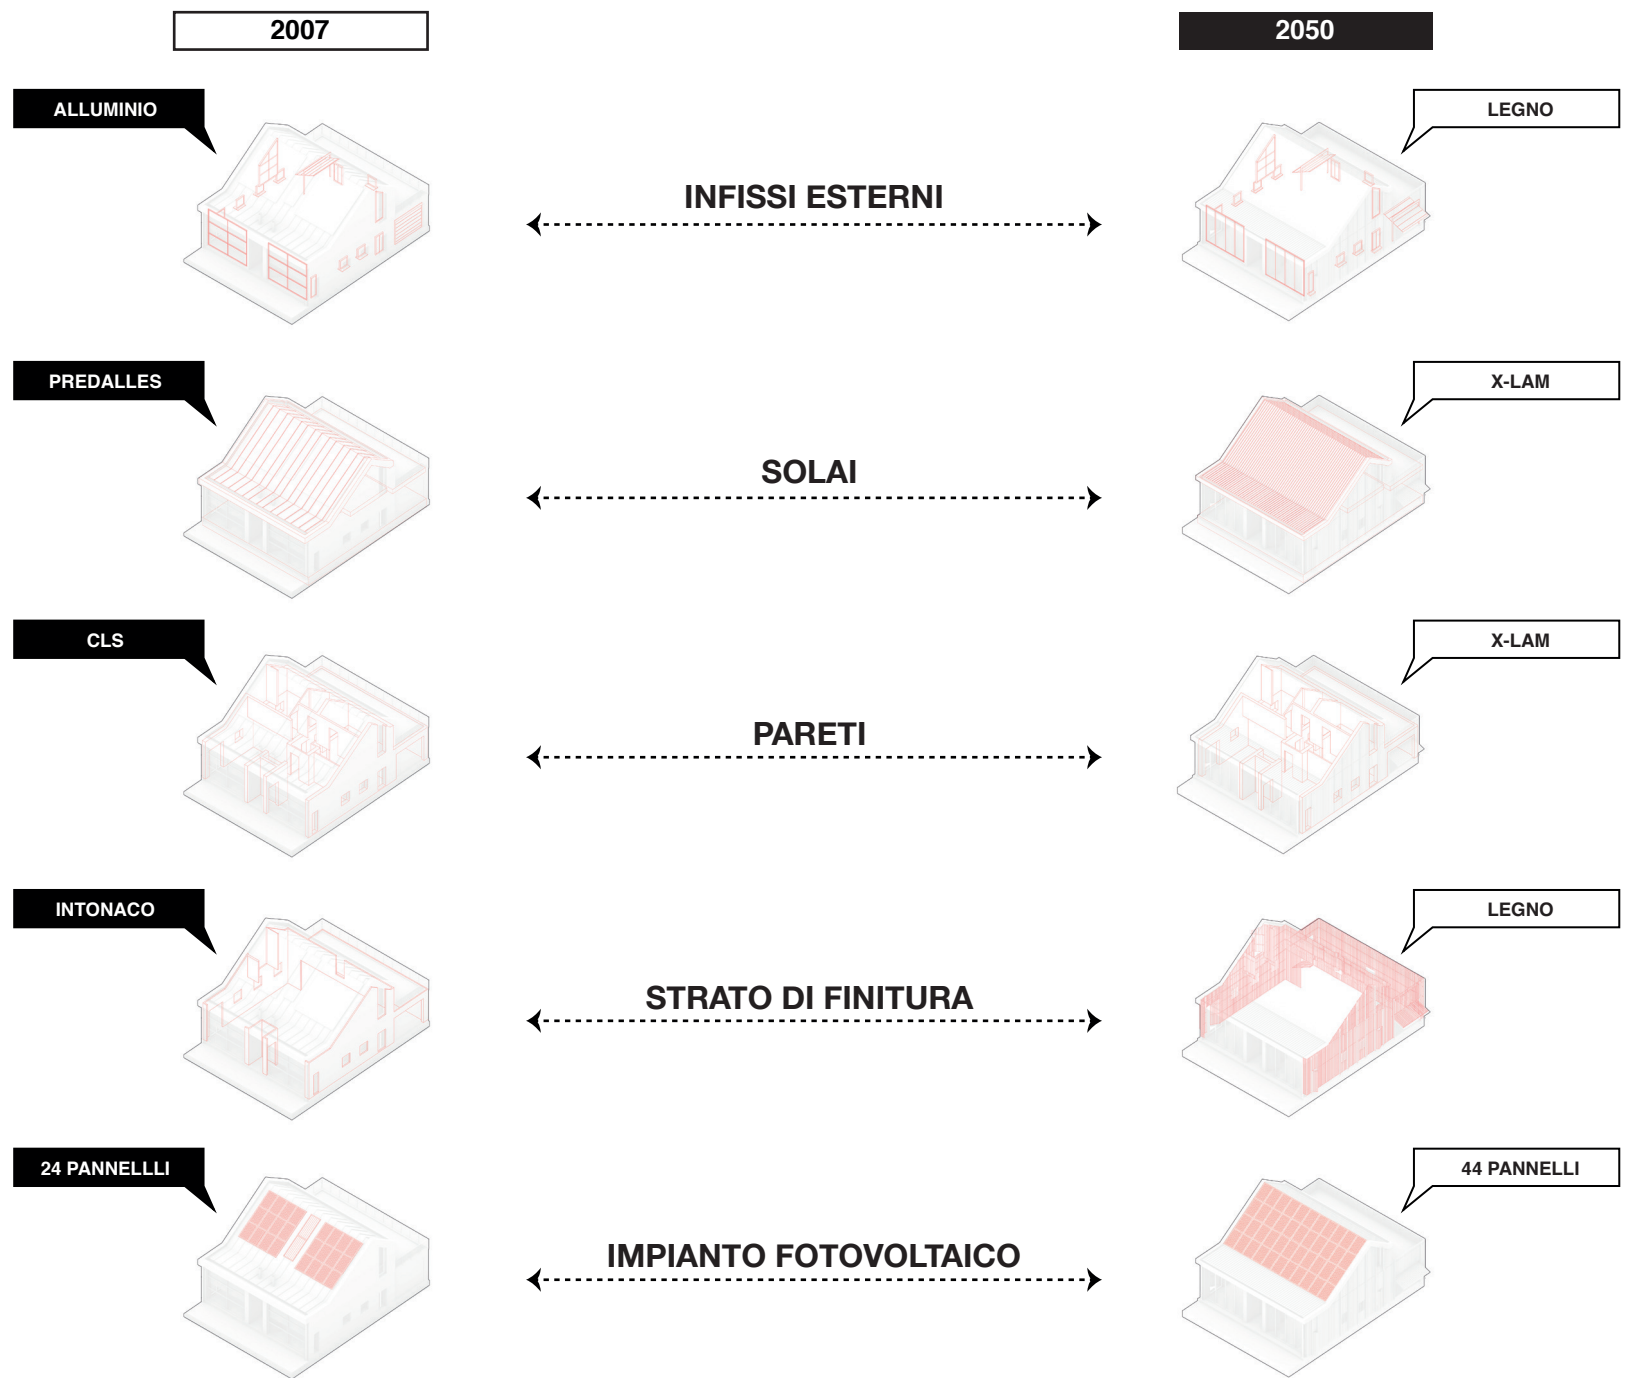 2007
2050
ALLUMINIO
INFISSI ESTERNI
LEGNO
PREDALLES
SOLAI
X-LAM
CLS
PARETI
X-LAM
INTONACO
STRATO DI FINITURA
LEGNO
24 PANNELLLI
IMPIANTO FOTOVOLTAICO
44 PANNELLI